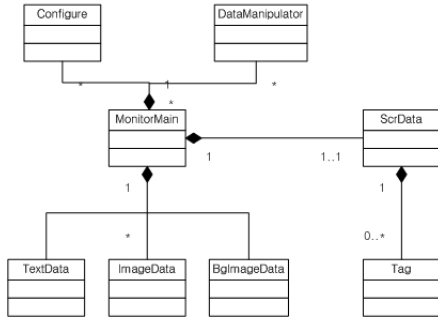 Configure
DataManipulator
*
1
*
*
MonitorMain
ScrData
1
1..1
1
1
*
0..*
TextData
ImageData
BgImageData
Tag